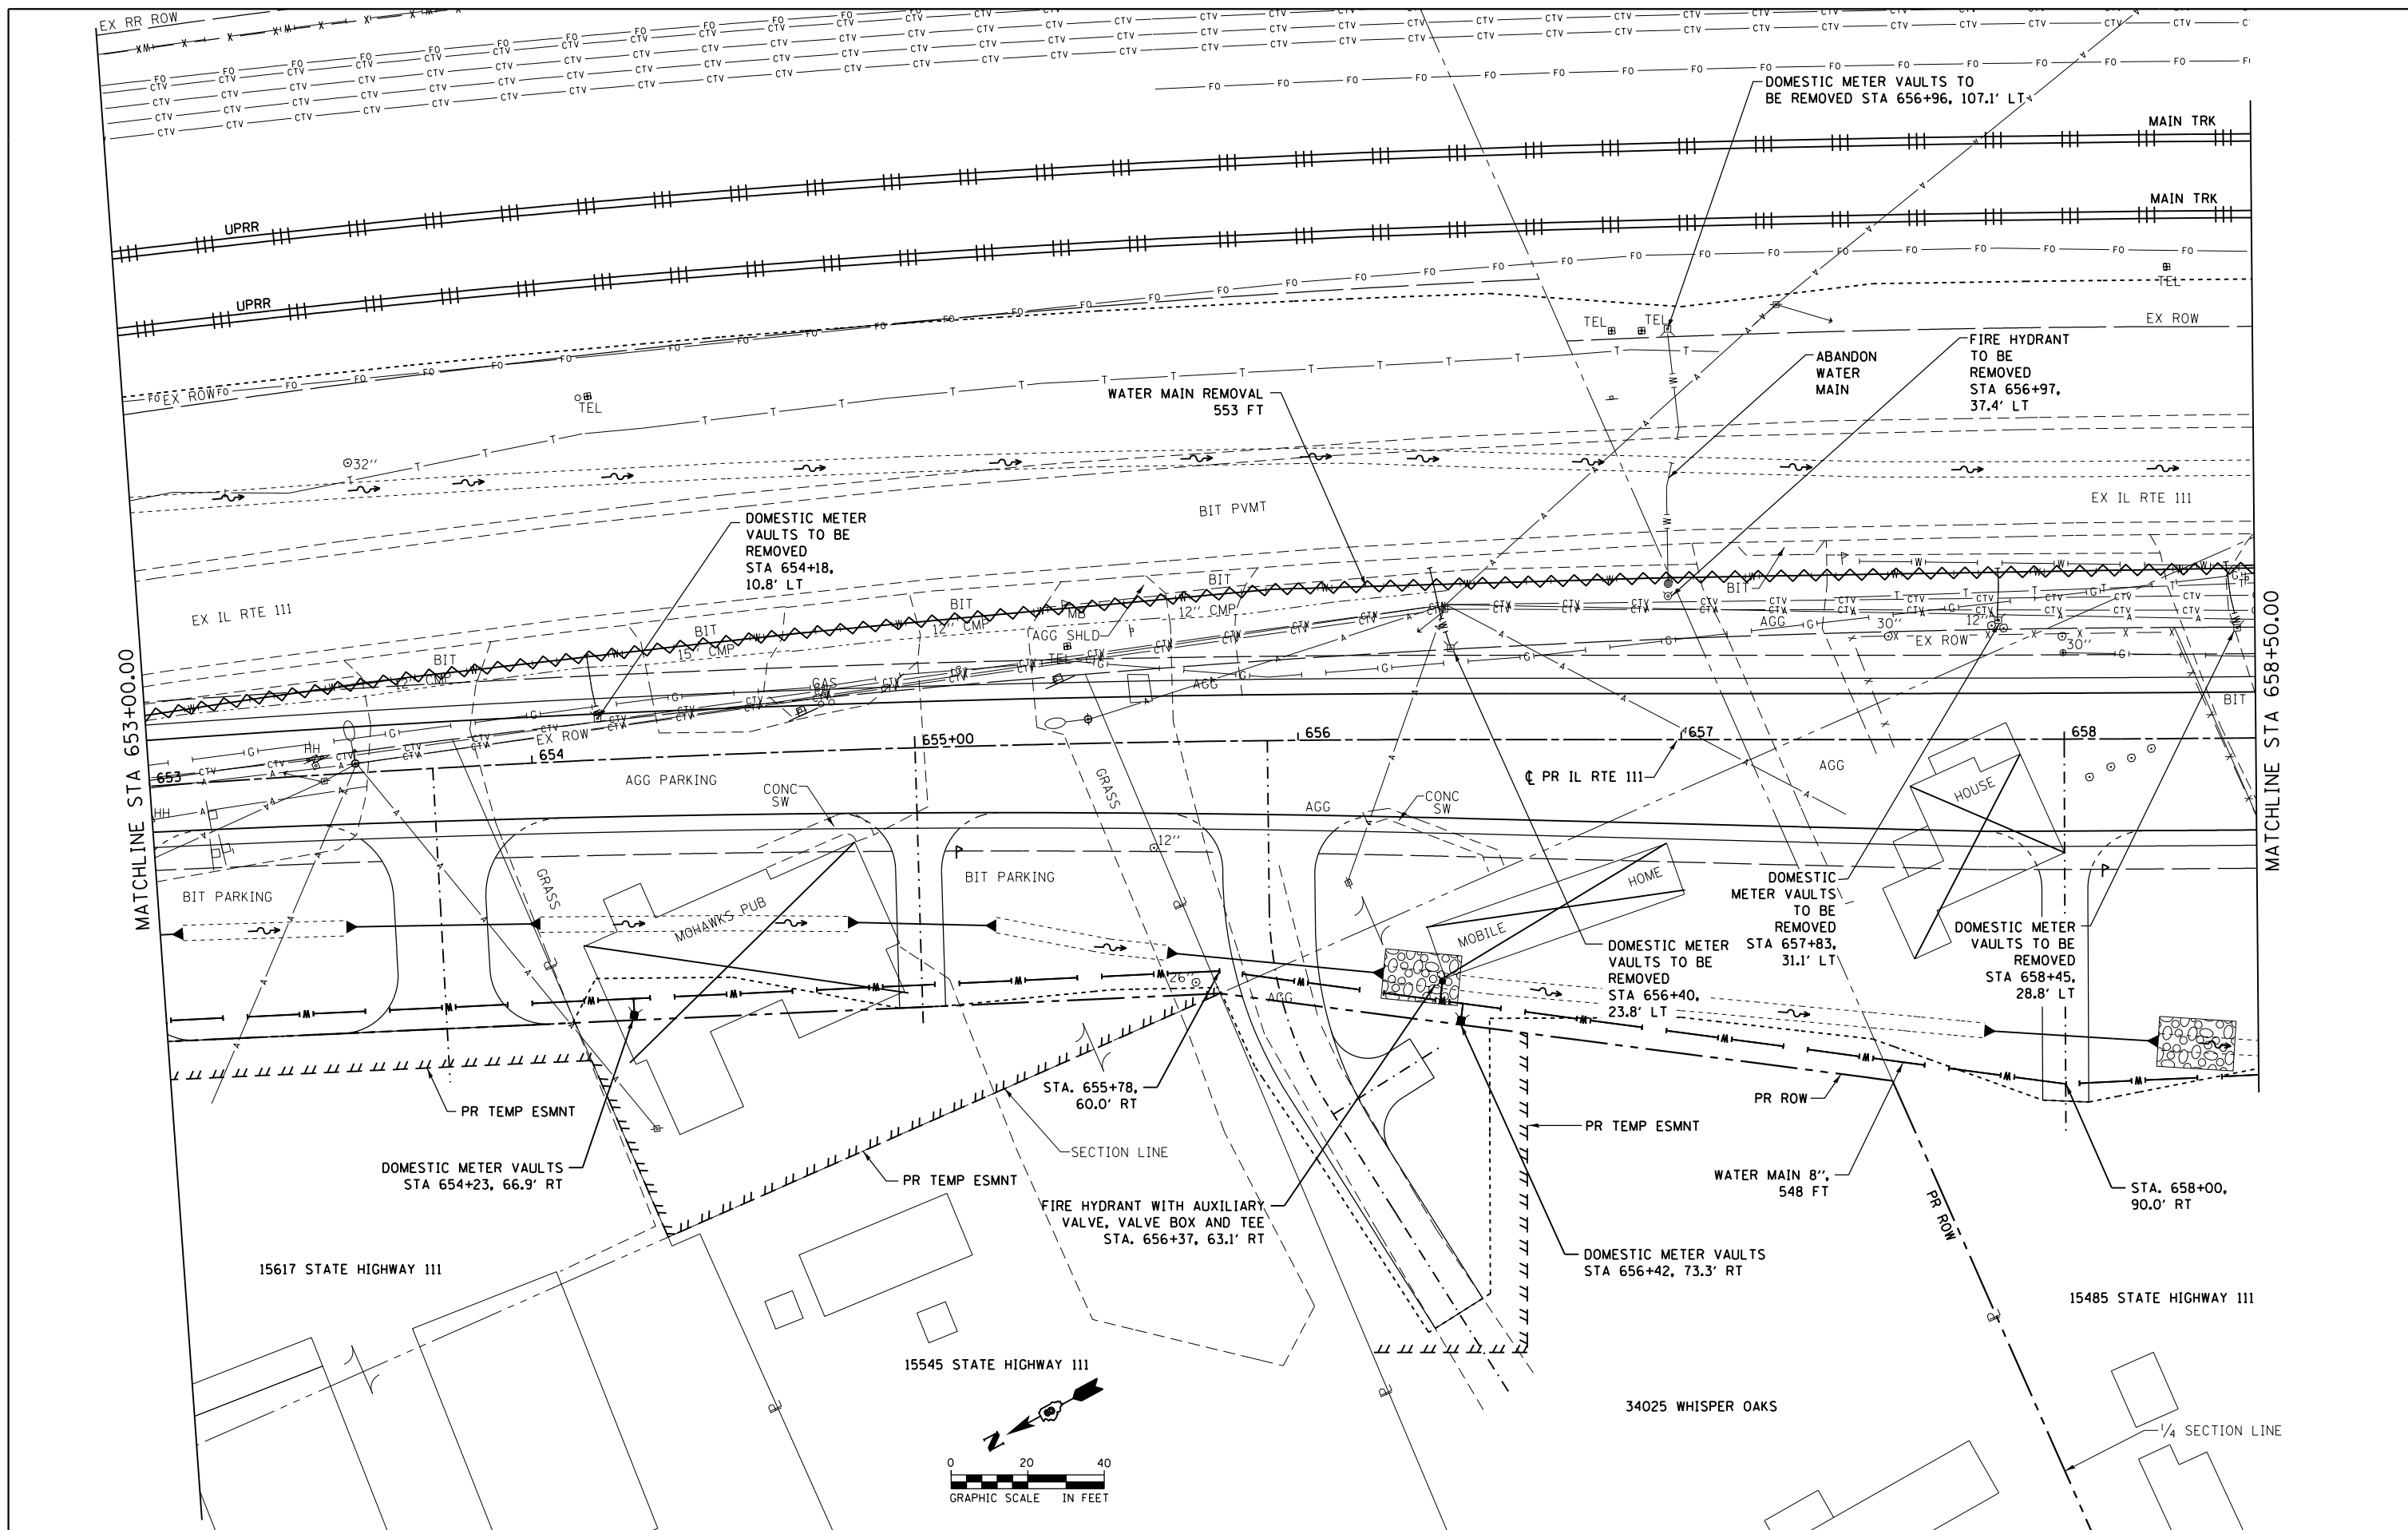 EX RR ROW
DOMESTIC METER VAULTS TO
BE REMOVED STA 656+96, 107.1' LT
MAIN TRK
MAIN TRK
UPRR
UPRR
EX ROW
TEL
TEL
TEL
TEL
EX ROW
FIRE HYDRANT
TO BE
REMOVED
STA 656+97,
37.4' LT
ABANDON
WATER
MAIN
WATER MAIN REMOVAL
553 FT
32"
EX IL RTE 111
BIT PVMT
DOMESTIC METER
VAULTS TO BE
REMOVED
STA 654+18,
10.8' LT
EX IL RTE 111
BIT
BIT
BIT
BIT
BIT
12" CMP
15" CMP
12" CMP
12" CMP
MB
AGG SHLD
TEL
GAS
AGG
AGG
30"
12"
EX ROW
30"
BIT
MATCHLINE STA 653+00.00
MATCHLINE STA 658+50.00
HH
HH
EX ROW
653
654
655+00
656
657
658
AGG PARKING
CONC
SW
GRASS
AGG
CONC
SW
℄ PR IL RTE 111
AGG
HOUSE
12"
BIT PARKING
GRASS
MOHAWKS PUB
BIT PARKING
26"
AGG
MOBILE
HOME
DOMESTIC METER
VAULTS TO BE
REMOVED
STA 656+40,
23.8' LT
DOMESTIC
METER VAULTS
TO BE
REMOVED
STA 657+83,
31.1' LT
DOMESTIC METER
VAULTS TO BE
REMOVED
STA 658+45,
28.8' LT
PR TEMP ESMNT
STA. 655+78,
60.0' RT
SECTION LINE
PR TEMP ESMNT
PR TEMP ESMNT
PR ROW
DOMESTIC METER VAULTS
STA 654+23, 66.9' RT
FIRE HYDRANT WITH AUXILIARY
VALVE, VALVE BOX AND TEE
STA. 656+37, 63.1' RT
WATER MAIN 8",
548 FT
STA. 658+00,
90.0' RT
PR ROW
DOMESTIC METER VAULTS
STA 656+42, 73.3' RT
15617 STATE HIGHWAY 111
15545 STATE HIGHWAY 111
15485 STATE HIGHWAY 111
34025 WHISPER OAKS
1/4 SECTION LINE
N
0 20 40
GRAPHIC SCALE IN FEET